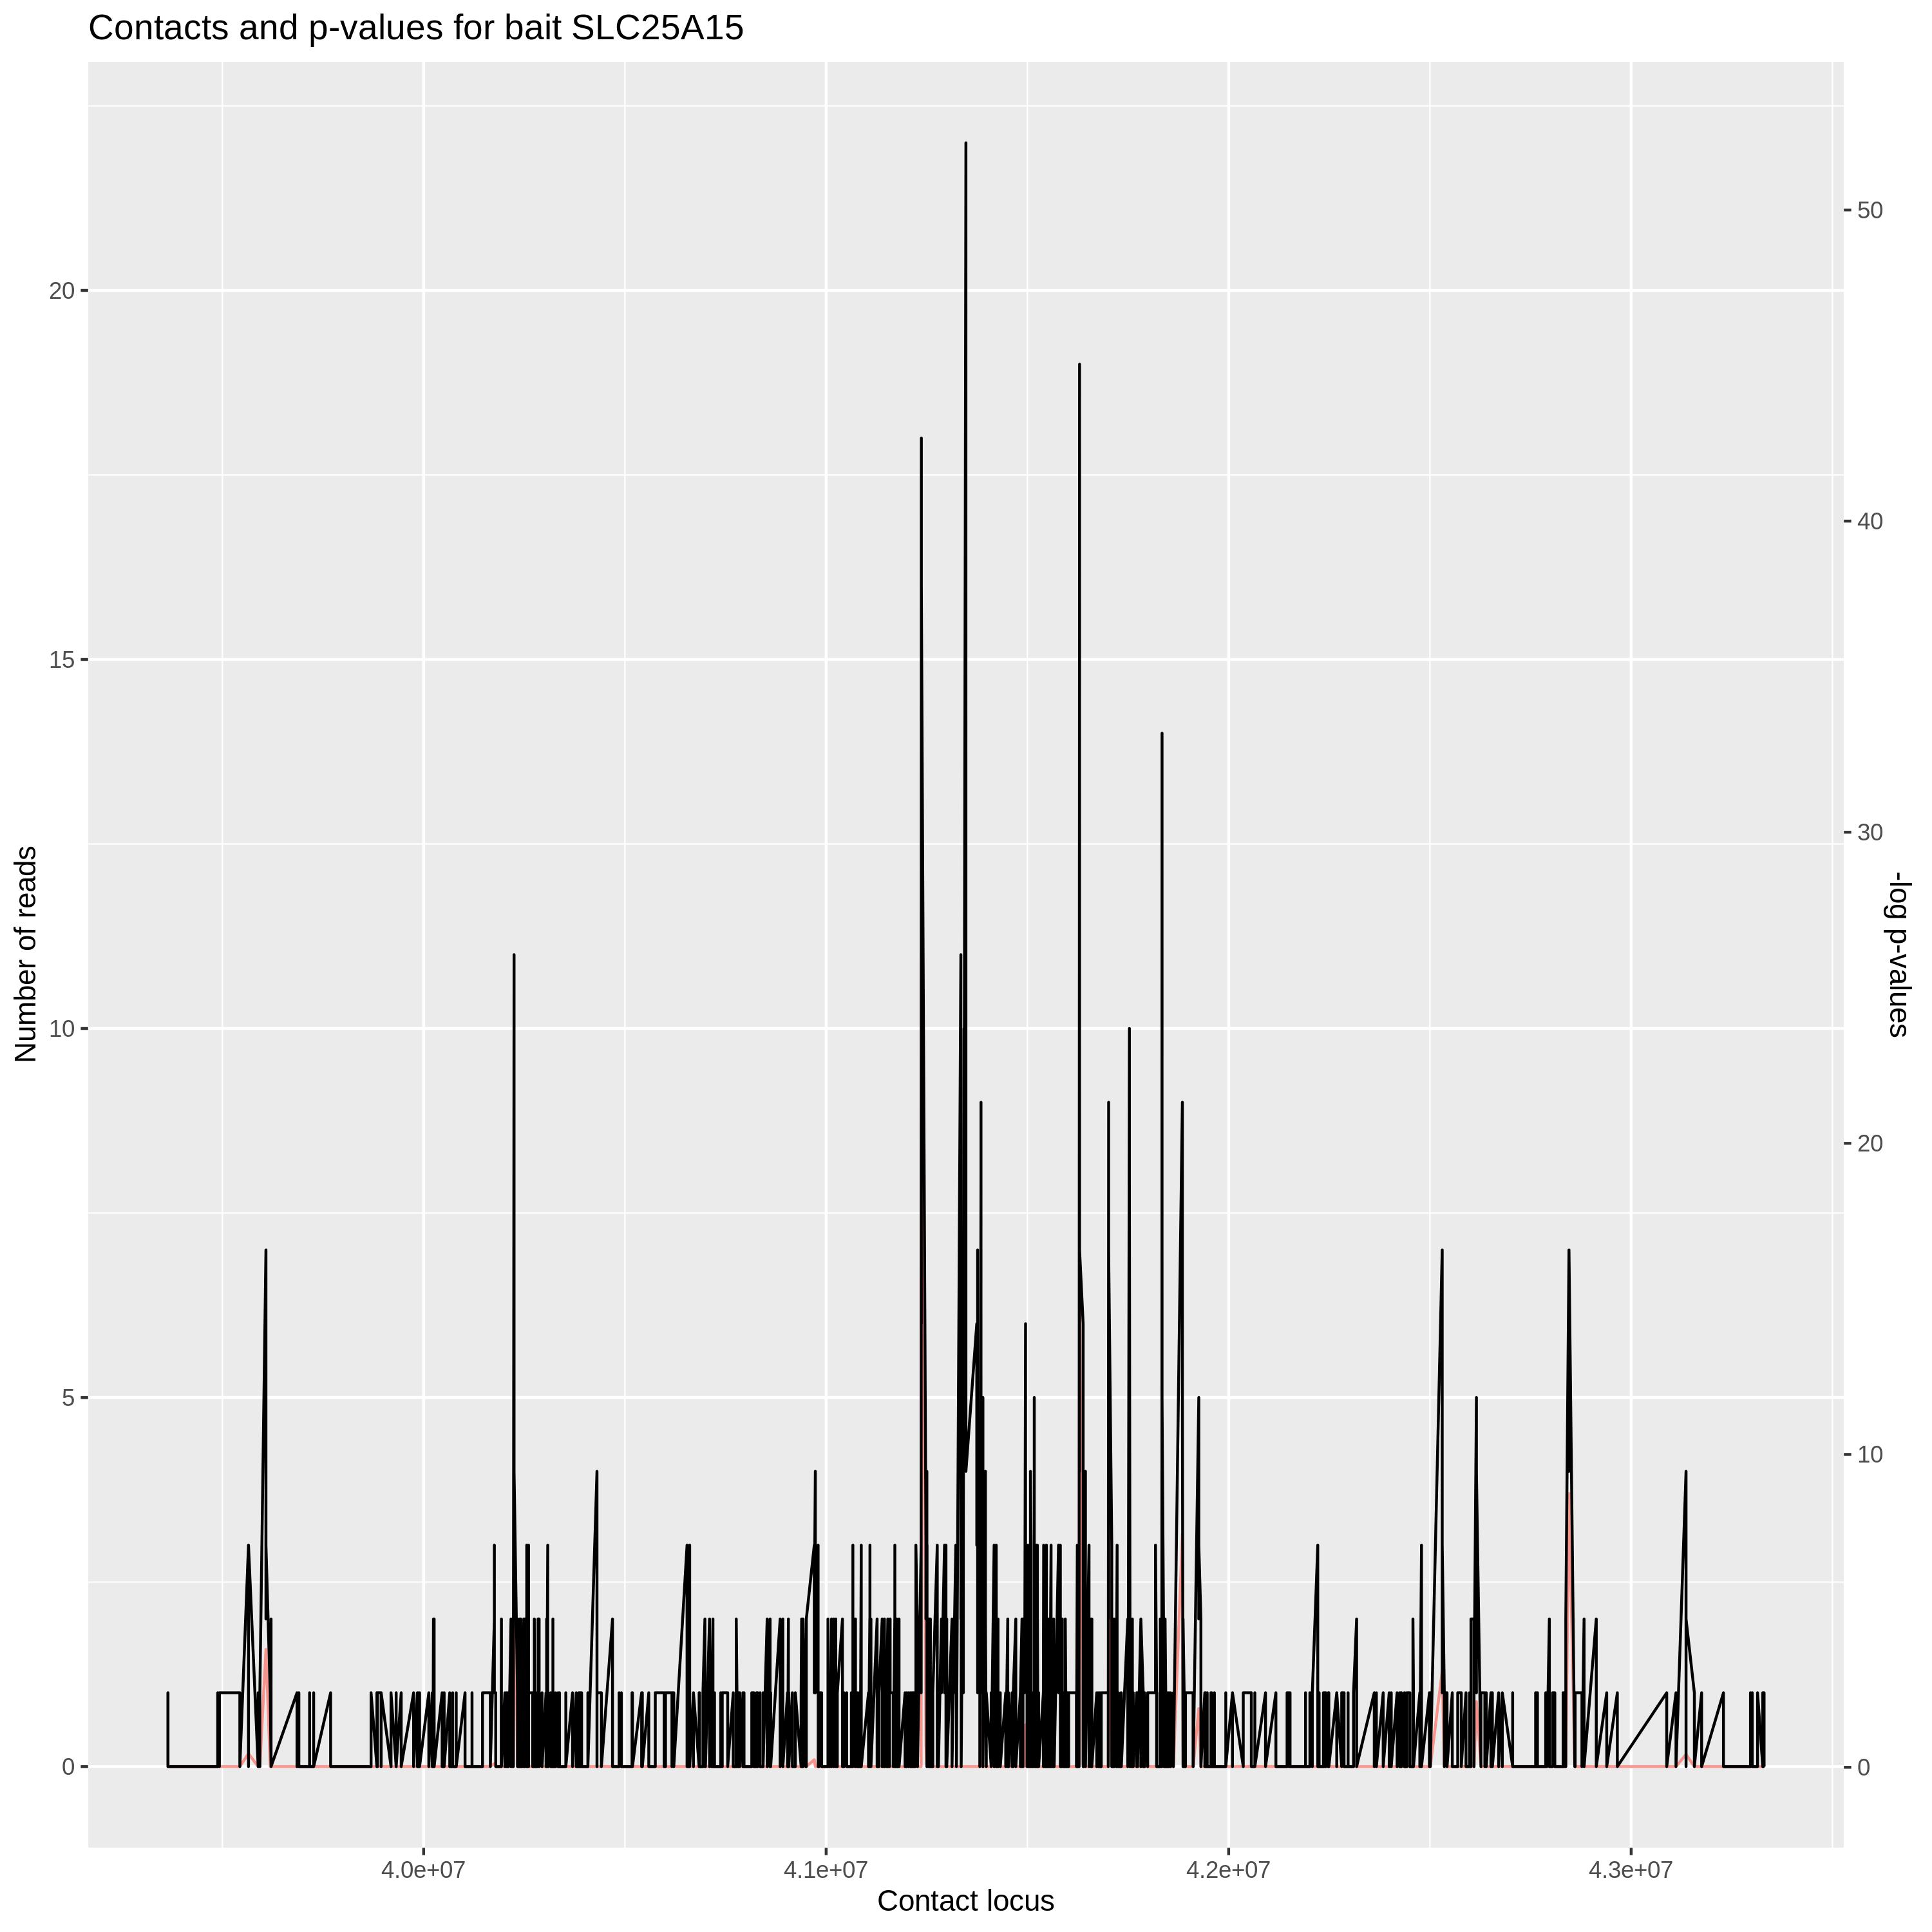 Contacts and p-values for bait SLC25A15
20
15
10
5
0
Number of reads
50
40
30
20
10
0
-log p-values
4.0e+07
4.1e+07
4.2e+07
4.3e+07
Contact locus